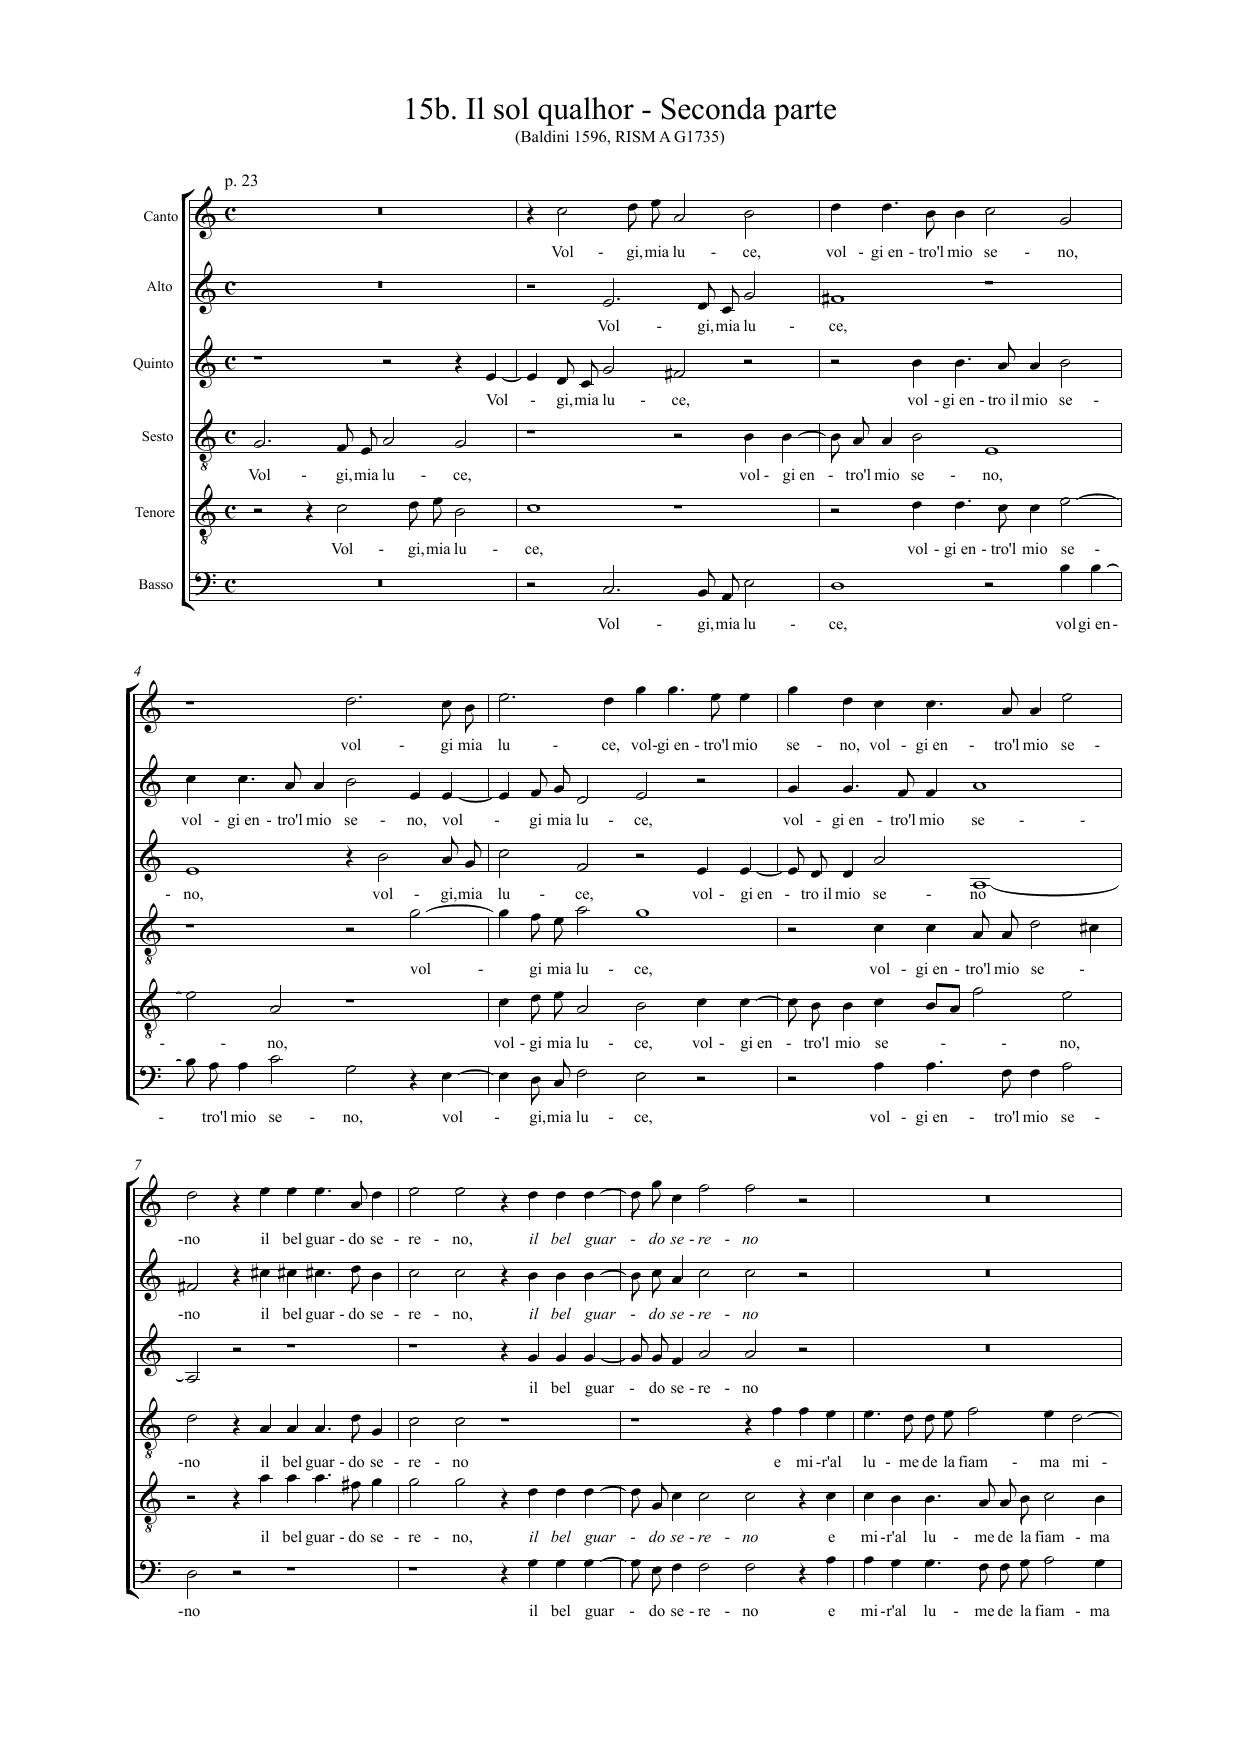 15b. Il sol qualhor - Seconda parte
(Baldini 1596, RISM A G1735)
p. 23
Canto
Vol - gi, mia lu - ce, vol - gi en - tro'l mio se - no,
Alto
Vol - gi, mia lu - ce,
Quinto
Vol - gi, mia lu - ce, vol - gi en - tro il mio se -
Sesto
Vol - gi, mia lu - ce, vol - gi en - tro'l mio se - no,
Tenore
Vol - gi, mia lu - ce, vol - gi en - tro'l mio se -
Basso
Vol - gi, mia lu - ce, vol gi en -
4
vol - gi mia lu - ce, vol - gi en - tro'l mio se - no, vol - gi en - tro'l mio se -
vol - gi en - tro'l mio se - no, vol - gi mia lu - ce, vol - gi en - tro'l mio se - -
- no, vol - gi, mia lu - ce, vol - gi en - tro il mio se - no
vol - gi mia lu - ce, vol - gi en - tro'l mio se -
- - no, vol - gi mia lu - ce, vol - gi en - tro'l mio se - - no,
- tro'l mio se - no, vol - gi, mia lu - ce, vol - gi en - tro'l mio se -
7
-no il bel guar - do se - re - no, il bel guar - do se - re - no
-no il bel guar - do se - re - no, il bel guar - do se - re - no
il bel guar - do se - re - no
-no il bel guar - do se - re - no e mi - r'al lu - me de la fiam - ma mi -
il bel guar - do se - re - no, il bel guar - do se - re - no e mi - r'al lu - me de la fiam - ma
-no il bel guar - do se - re - no e mi - r'al lu - me de la fiam - ma